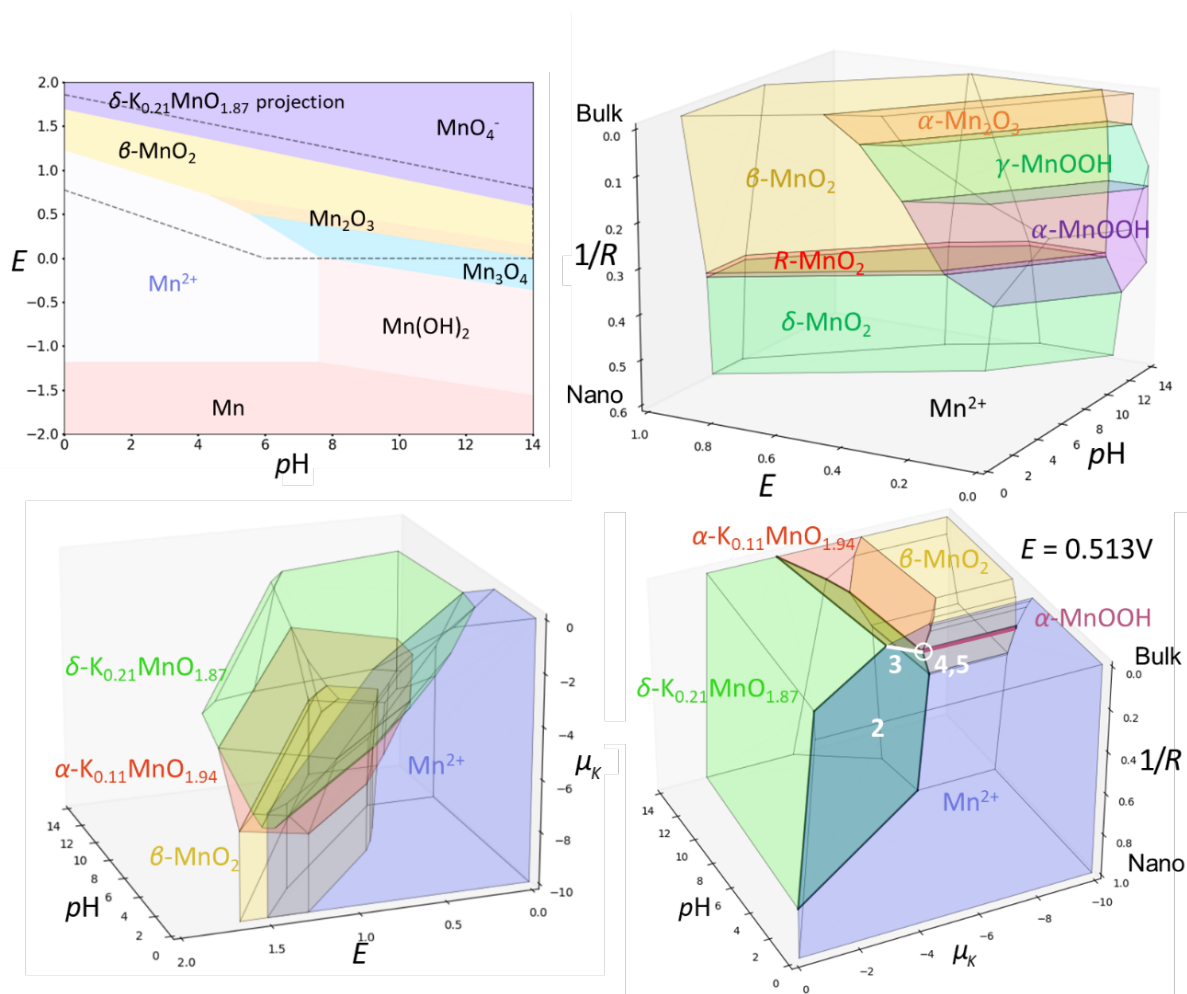 2.0
1.5
1.0
0.5
0.0
−0.5
−1.0
−1.5
−2.0
E
δ-K0.21MnO1.87 projection
MnO4-
β-MnO2
Mn2O3
Mn3O4
Mn2+
Mn(OH)2
Mn
0 2 4 6 8 10 12 14
pH
Bulk
0.0
0.1
0.2
0.3
0.4
0.5
0.6
1/R
Nano
α-Mn2O3
γ-MnOOH
β-MnO2
α-MnOOH
R-MnO2
δ-MnO2
Mn2+
1.0 0.8 0.6 0.4 0.2 0.0
E
0 2 4 6 8 10 12 14
pH
δ-K0.21MnO1.87
α-K0.11MnO1.94
β-MnO2
Mn2+
0
−2
−4
−6
−8
−10
μK
14
12
10
8
6
4
2
0
pH
2.0 1.5 1.0 0.5 0.0
E
α-K0.11MnO1.94
E = 0.513V
β-MnO2
α-MnOOH
3
4,5
δ-K0.21MnO1.87
2
Mn2+
Bulk
0.0
0.2
0.4
0.6
0.8
1.0
1/R
Nano
14
12
10
8
6
4
2
0
pH
0 −2 −4 −6 −8 −10
μK